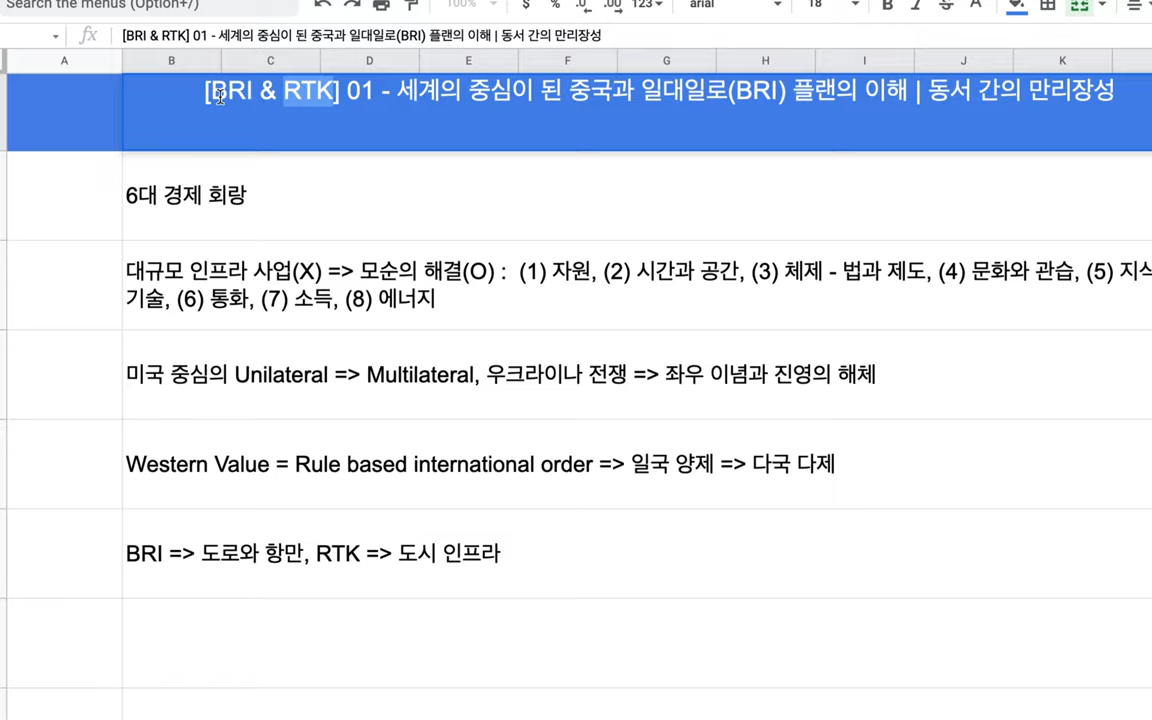 Search the menus (Option+/)
100%
$ % .0 .00 123
arial
18
B I S A
fx
[BRI & RTK] 01 - 세계의 중심이 된 중국과 일대일로(BRI) 플랜의 이해 | 동서 간의 만리장성
A B C D E F G H I J K
[BRI & RTK] 01 - 세계의 중심이 된 중국과 일대일로(BRI) 플랜의 이해 | 동서 간의 만리장성
6대 경제 회랑
대규모 인프라 사업(X) => 모순의 해결(O) : (1) 자원, (2) 시간과 공간, (3) 체제 - 법과 제도, (4) 문화와 관습, (5) 지식
기술, (6) 통화, (7) 소득, (8) 에너지
미국 중심의 Unilateral => Multilateral, 우크라이나 전쟁 => 좌우 이념과 진영의 해체
Western Value = Rule based international order => 일국 양제 => 다국 다제
BRI => 도로와 항만, RTK => 도시 인프라